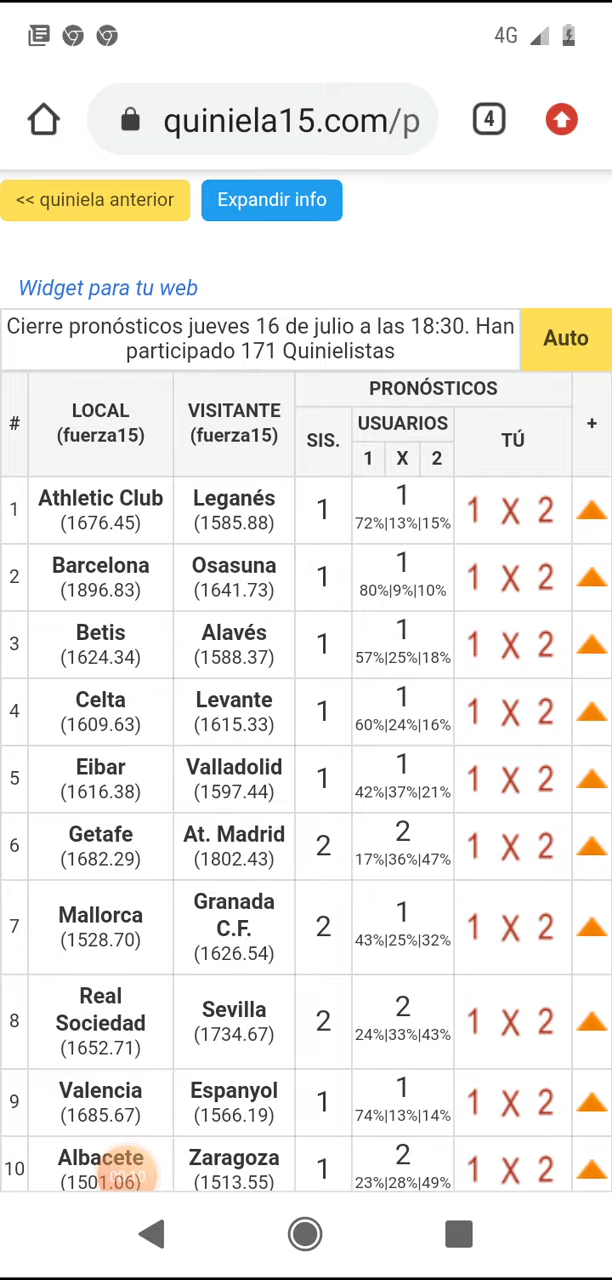 4G
quiniela15.com/p
4
<< quiniela anterior
Expandir info
Widget para tu web
Cierre pronósticos jueves 16 de julio a las 18:30. Han
participado 171 Quinielistas
Auto
PRONÓSTICOS
# LOCAL VISITANTE USUARIOS +
(fuerza15) (fuerza15) SIS. TÚ
1 X 2
1 Athletic Club Leganés 1 1 1 X 2
(1676.45) (1585.88) 72%|13%|15%
2 Barcelona Osasuna 1 1 1 X 2
(1896.83) (1641.73) 80%|9%|10%
3 Betis Alavés 1 1 1 X 2
(1624.34) (1588.37) 57%|25%|18%
4 Celta Levante 1 1 1 X 2
(1609.63) (1615.33) 60%|24%|16%
5 Eibar Valladolid 1 1 1 X 2
(1616.38) (1597.44) 42%|37%|21%
6 Getafe At. Madrid 2 2 1 X 2
(1682.29) (1802.43) 17%|36%|47%
7 Mallorca Granada 2 1 1 X 2
C.F.
(1528.70) (1626.54) 43%|25%|32%
8 Real Sevilla 2 2 1 X 2
Sociedad
(1652.71) (1734.67) 24%|33%|43%
9 Valencia Espanyol 1 1 1 X 2
(1685.67) (1566.19) 74%|13%|14%
10 Albacete Zaragoza 1 2 1 X 2
(1501.06) (1513.55) 23%|28%|49%